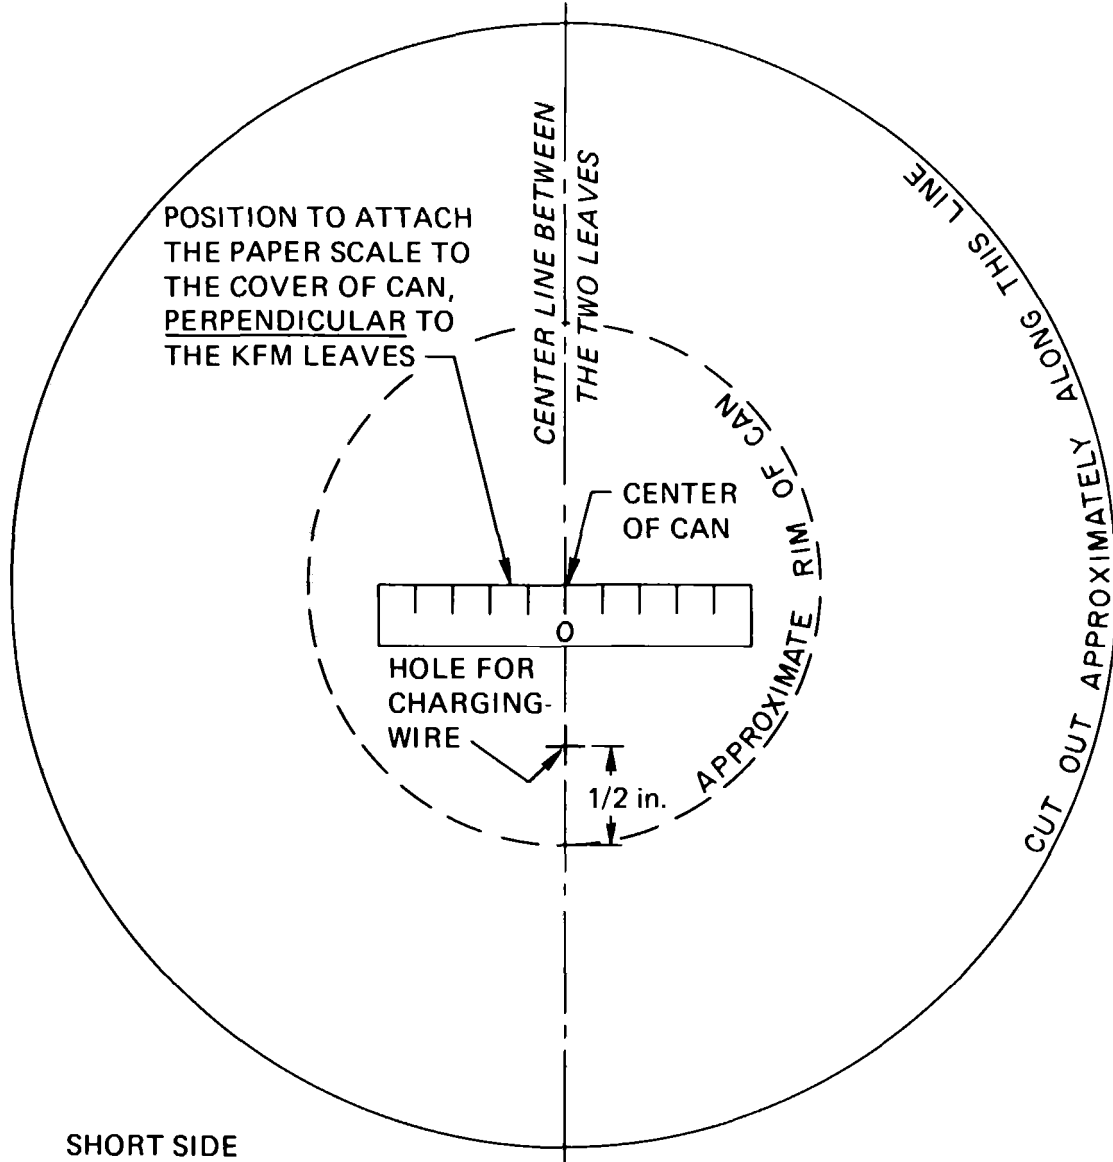 CENTER LINE BETWEEN
THE TWO LEAVES
POSITION TO ATTACH
THE PAPER SCALE TO
THE COVER OF CAN,
PERPENDICULAR TO
THE KFM LEAVES
CUT OUT APPROXIMATELY ALONG THIS LINE
APPROXIMATE RIM OF CAN
CENTER
OF CAN
0
HOLE FOR
CHARGING-
WIRE
1/2 in.
SHORT SIDE